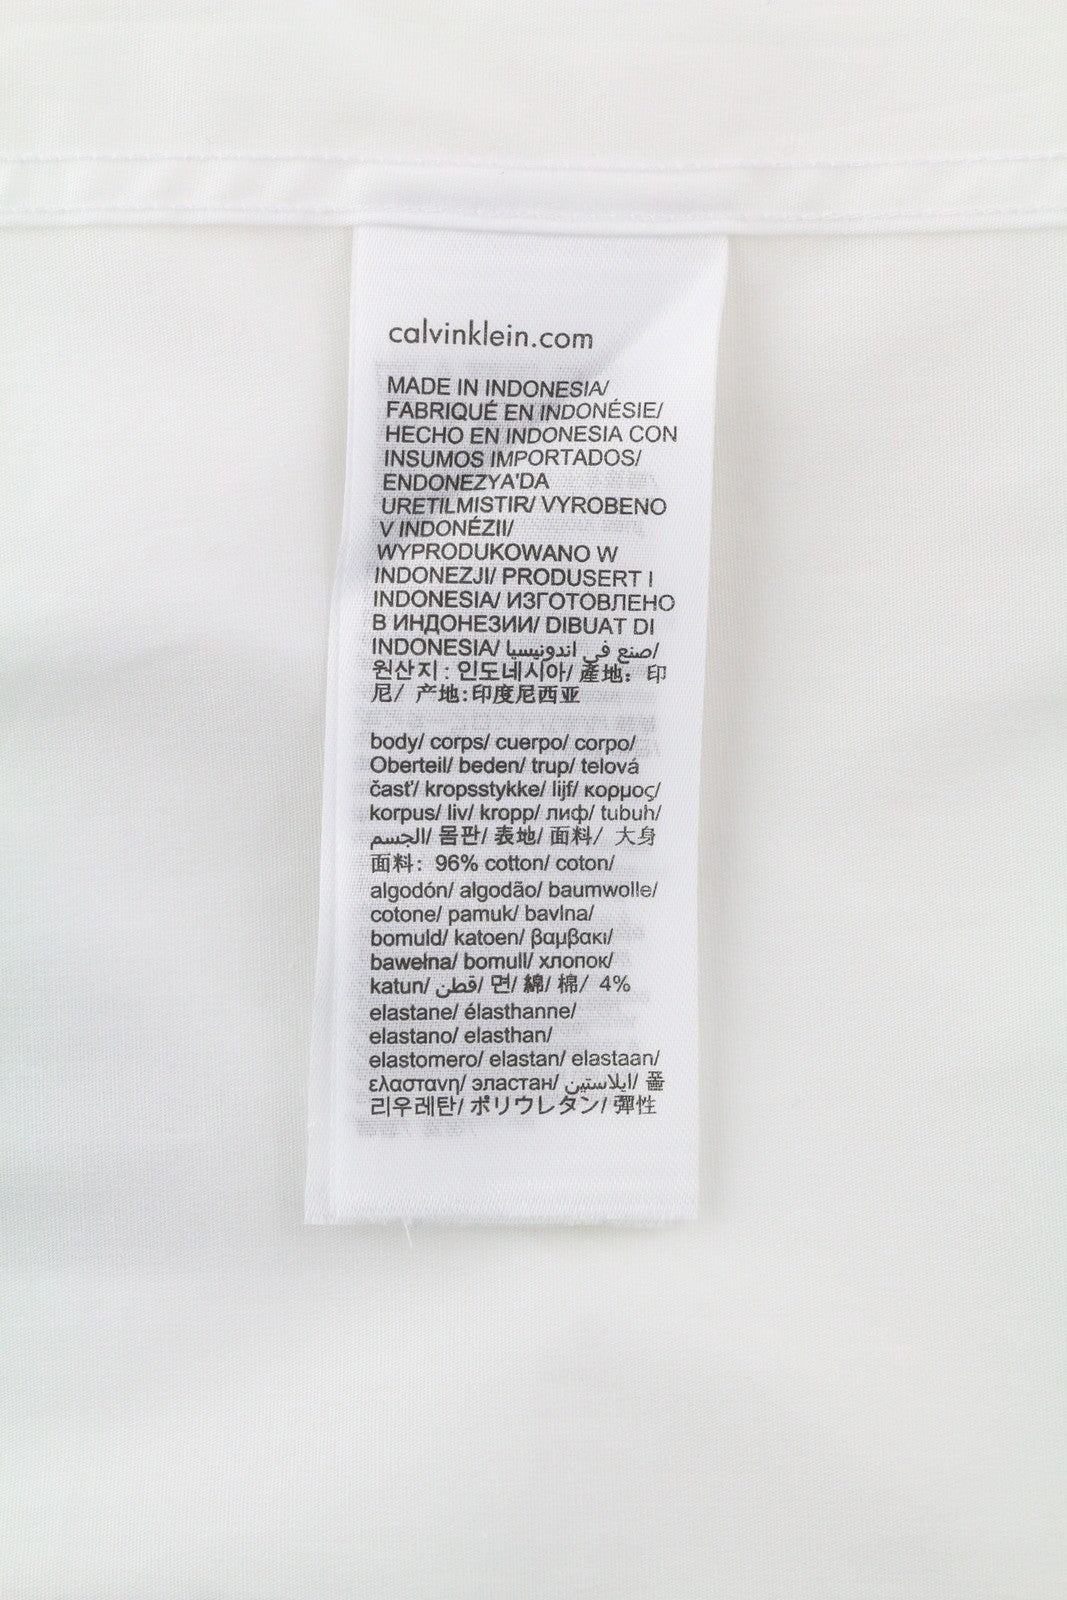 calvinklein.com
MADE IN INDONESIA/
FABRIQUÉ EN INDONÉSIE/
HECHO EN INDONESIA CON
INSUMOS IMPORTADOS/
ENDONEZYA'DA
URETILMISTIR/ VYROBENO
V INDONÉZII/
WYPRODUKOWANO W
INDONEZJI/ PRODUSERT I
INDONESIA/ ИЗГОТОВЛЕНО
В ИНДОНЕЗИИ/ DIBUAT DI
INDONESIA/ صنع في اندونيسيا/
원산지 : 인도네시아/ 產地：印
尼/ 产地:印度尼西亚
body/ corps/ cuerpo/ corpo/
Oberteil/ beden/ trup/ telová
časť/ kropsstykke/ lijf/ κορμος/
korpus/ liv/ kropp/ лиф/ tubuh/
الجسم/ 몸판/ 表地/ 面料/ 大身
面料：96% cotton/ coton/
algodón/ algodão/ baumwolle/
cotone/ pamuk/ bavlna/
bomuld/ katoen/ βαμβακι/
bawełna/ bomull/ хлопок/
katun/ قطن/ 면/ 綿/ 棉/ 4%
elastane/ élasthanne/
elastano/ elasthan/
elastomero/ elastan/ elastaan/
ελαστανη/ эластан/ ايلاستين/ 폴
리우레탄/ ポリウレタン/ 彈性